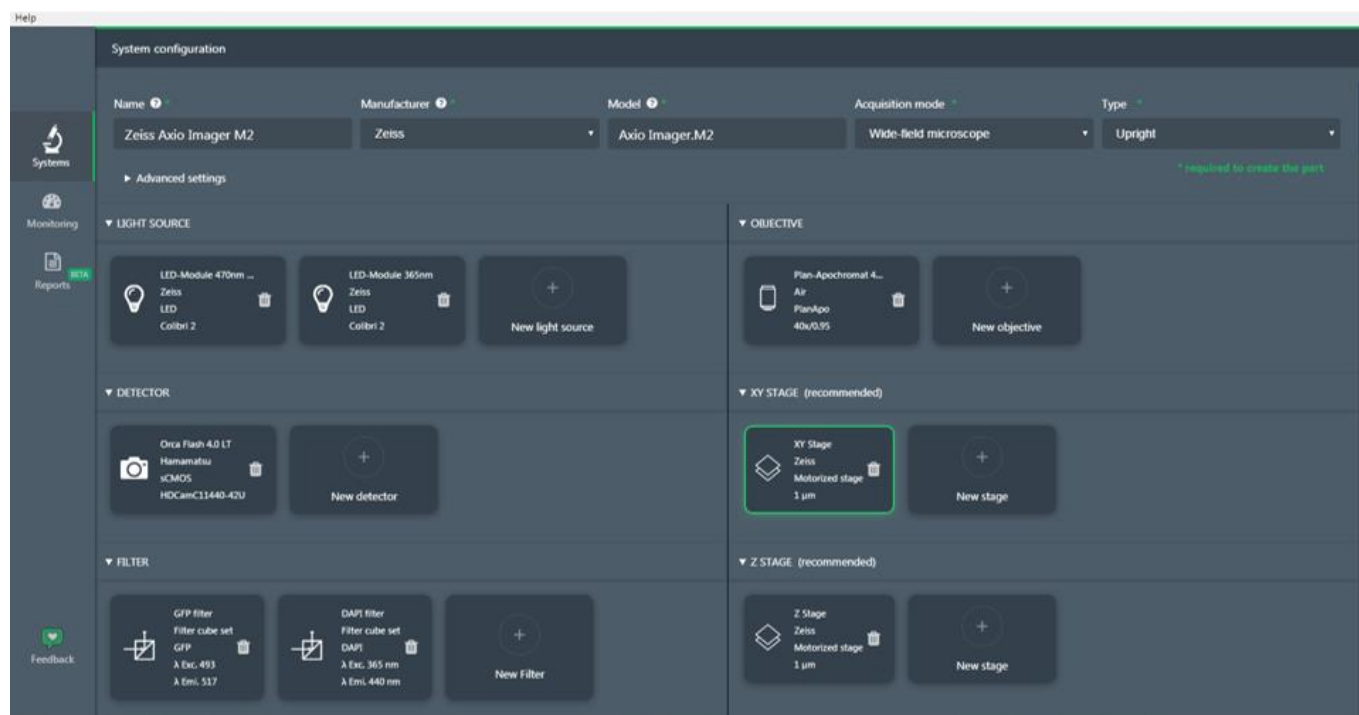 Help
System configuration
Name ? *
Manufacturer ? *
Model ? *
Acquisition mode *
Type *
Zeiss Axio Imager M2
Zeiss
Axio Imager.M2
Wide-field microscope
Upright
* required to create the part
Advanced settings
Systems
Monitoring
Reports
BETA
Feedback
LIGHT SOURCE
LED-Module 470nm ...
Zeiss
LED
Colibri 2
LED-Module 365nm
Zeiss
LED
Colibri 2
New light source
OBJECTIVE
Plan-Apochromat 4...
Air
PlanApo
40x/0.95
New objective
DETECTOR
Orca Flash 4.0 LT
Hamamatsu
sCMOS
HDCamC11440-42U
New detector
XY STAGE (recommended)
XY Stage
Zeiss
Motorized stage
1 µm
New stage
FILTER
GFP filter
Filter cube set
GFP
λ Exc. 493
λ Emi. 517
DAPI filter
Filter cube set
DAPI
λ Exc. 365 nm
λ Emi. 440 nm
New Filter
Z STAGE (recommended)
Z Stage
Zeiss
Motorized stage
1 µm
New stage